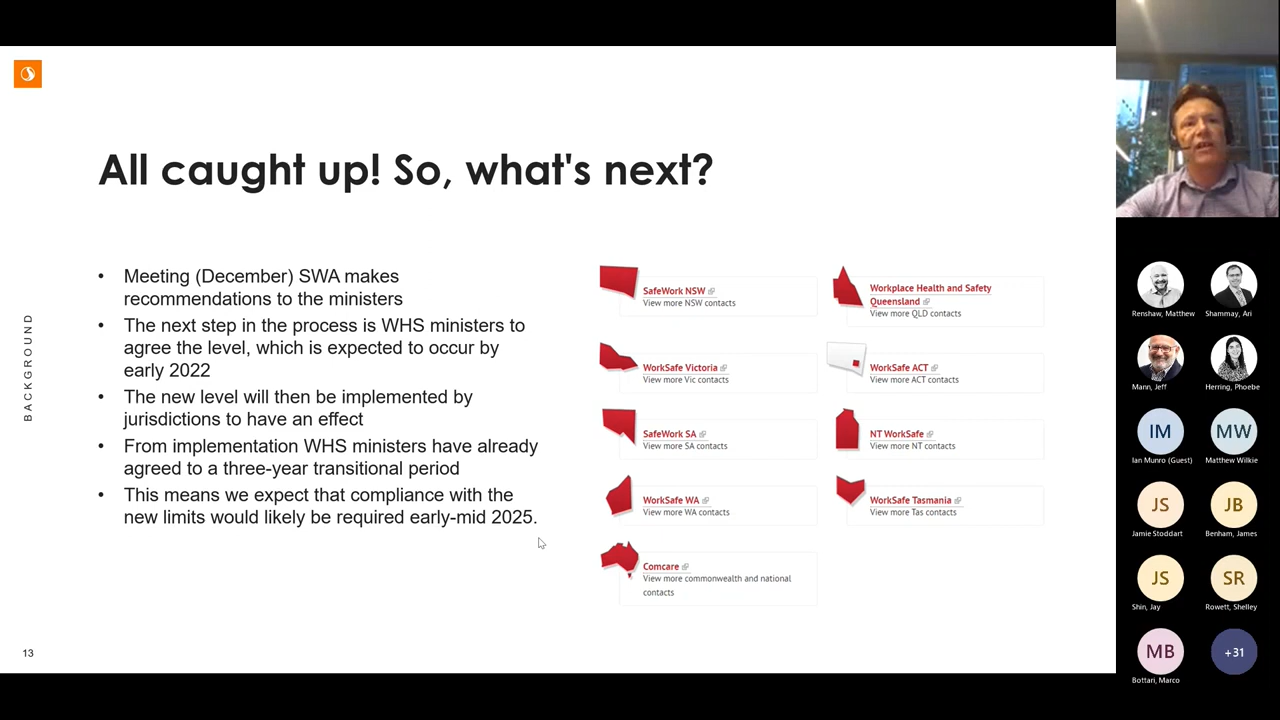 All caught up! So, what's next?
BACKGROUND
• Meeting (December) SWA makes
recommendations to the ministers
• The next step in the process is WHS ministers to
agree the level, which is expected to occur by
early 2022
• The new level will then be implemented by
jurisdictions to have an effect
• From implementation WHS ministers have already
agreed to a three-year transitional period
• This means we expect that compliance with the
new limits would likely be required early-mid 2025.
SafeWork NSW
View more NSW contacts
Workplace Health and Safety
Queensland
View more QLD contacts
WorkSafe Victoria
View more Vic contacts
WorkSafe ACT
View more ACT contacts
SafeWork SA
View more SA contacts
NT WorkSafe
View more NT contacts
WorkSafe WA
View more WA contacts
WorkSafe Tasmania
View more Tas contacts
Comcare
View more commonwealth and national
contacts
13
Renshaw, Matthew
Shammay, Ari
Mann, Jeff
Herring, Phoebe
IM
Ian Munro (Guest)
MW
Matthew Wilkie
JS
Jamie Stoddart
JB
Benham, James
JS
Shin, Jay
SR
Rowett, Shelley
MB
Bottari, Marco
+31